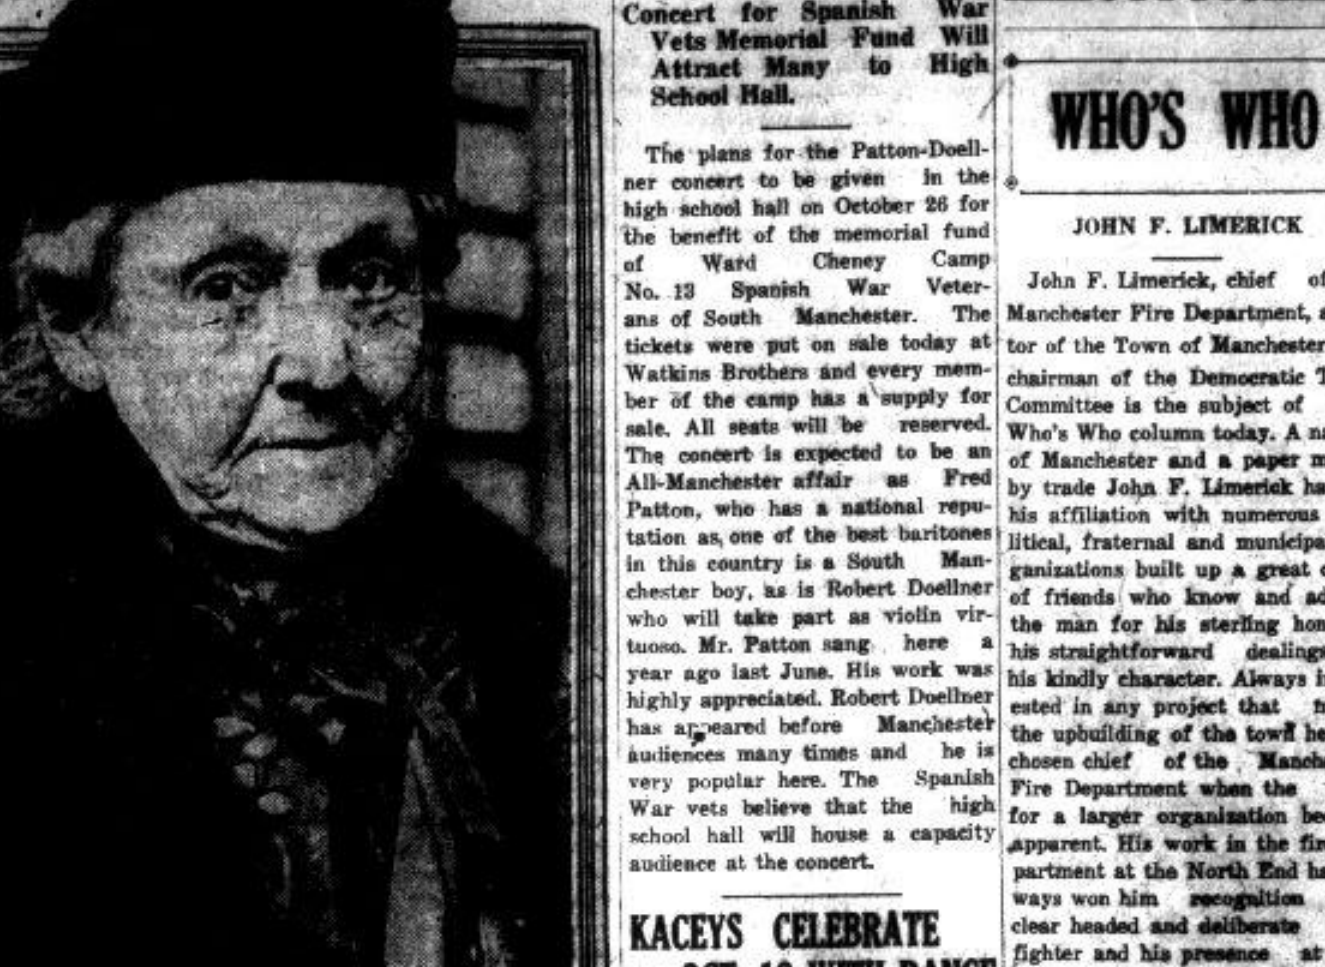 Concert for Spanish War
Vets Memorial Fund Will
Attract Many to High
School Hall.
The plans for the Patton-Doell-
ner concert to be given in the
high school hall on October 26 for
the benefit of the memorial fund
of Ward Cheney Camp
No. 13 Spanish War Veter-
ans of South Manchester. The
tickets were put on sale today at
Watkins Brothers and every mem-
ber of the camp has a supply for
sale. All seats will be reserved.
The concert is expected to be an
All-Manchester affair as Fred
Patton, who has a national repu-
tation as one of the best baritones
in this country is a South Man-
chester boy, as is Robert Doellner
who will take part as violin vir-
tuoso. Mr. Patton sang here a
year ago last June. His work was
highly appreciated. Robert Doellner
has appeared before Manchester
audiences many times and he is
very popular here. The Spanish
War vets believe that the high
school hall will house a capacity
audience at the concert.
KACEYS CELEBRATE
WHO'S WHO
JOHN F. LIMERICK
John F. Limerick, chief of
Manchester Fire Department,
tor of the Town of Manchester
chairman of the Democratic
Committee is the subject of
Who's Who column today. A
of Manchester and a paper
by trade John F. Limerick
his affiliation with numerous
litical, fraternal and
ganizations built up a great
of friends who know and
the man for his sterling
his straightforward dealings
his kindly character. Always
ested in any project that
the upbuilding of the town
chosen chief of the
Fire Department when the
for a larger organization
apparent. His work in the
partment at the North End
ways won him recognition
clear headed and deliberate
fighter and his presence at